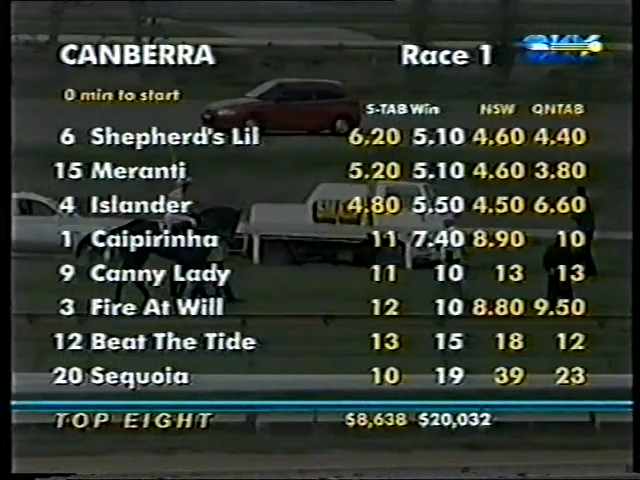 CANBERRA Race 1 SKY
0 min to start
S-TAB Win NSW QNTAB
6 Shepherd's Lil 6.20 5.10 4.60 4.40
15 Meranti 5.20 5.10 4.60 3.80
4 Islander 4.80 5.50 4.50 6.60
1 Caipirinha 11 7.40 8.90 10
9 Canny Lady 11 10 13 13
3 Fire At Will 12 10 8.80 9.50
12 Beat The Tide 13 15 18 12
20 Sequoia 10 19 39 23
TOP EIGHT $8,638 $20,032